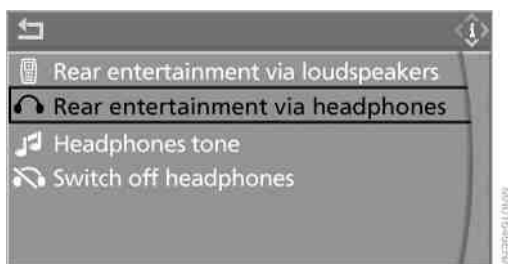 Rear entertainment via loudspeakers
Rear entertainment via headphones
Headphones tone
Switch off headphones